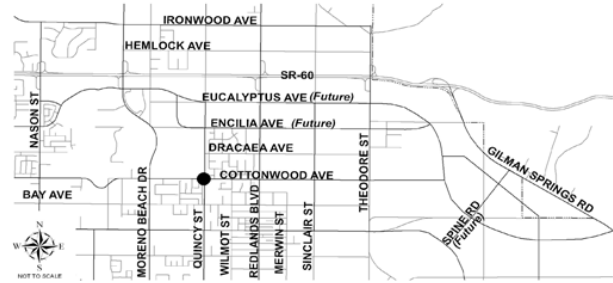 IRONWOOD AVE
HEMLOCK AVE
SR-60
EUCALYPTUS AVE (Future)
ENCILIA AVE (Future)
DRACAEA AVE
COTTONWOOD AVE
BAY AVE
NASON ST
MORENO BEACH DR
QUINCY ST
WILMOT ST
REDLANDS BLVD
MERWIN ST
SINCLAIR ST
THEODORE ST
GILMAN SPRINGS RD
SPINE RD
(Future)
N
W E
S
NOT TO SCALE